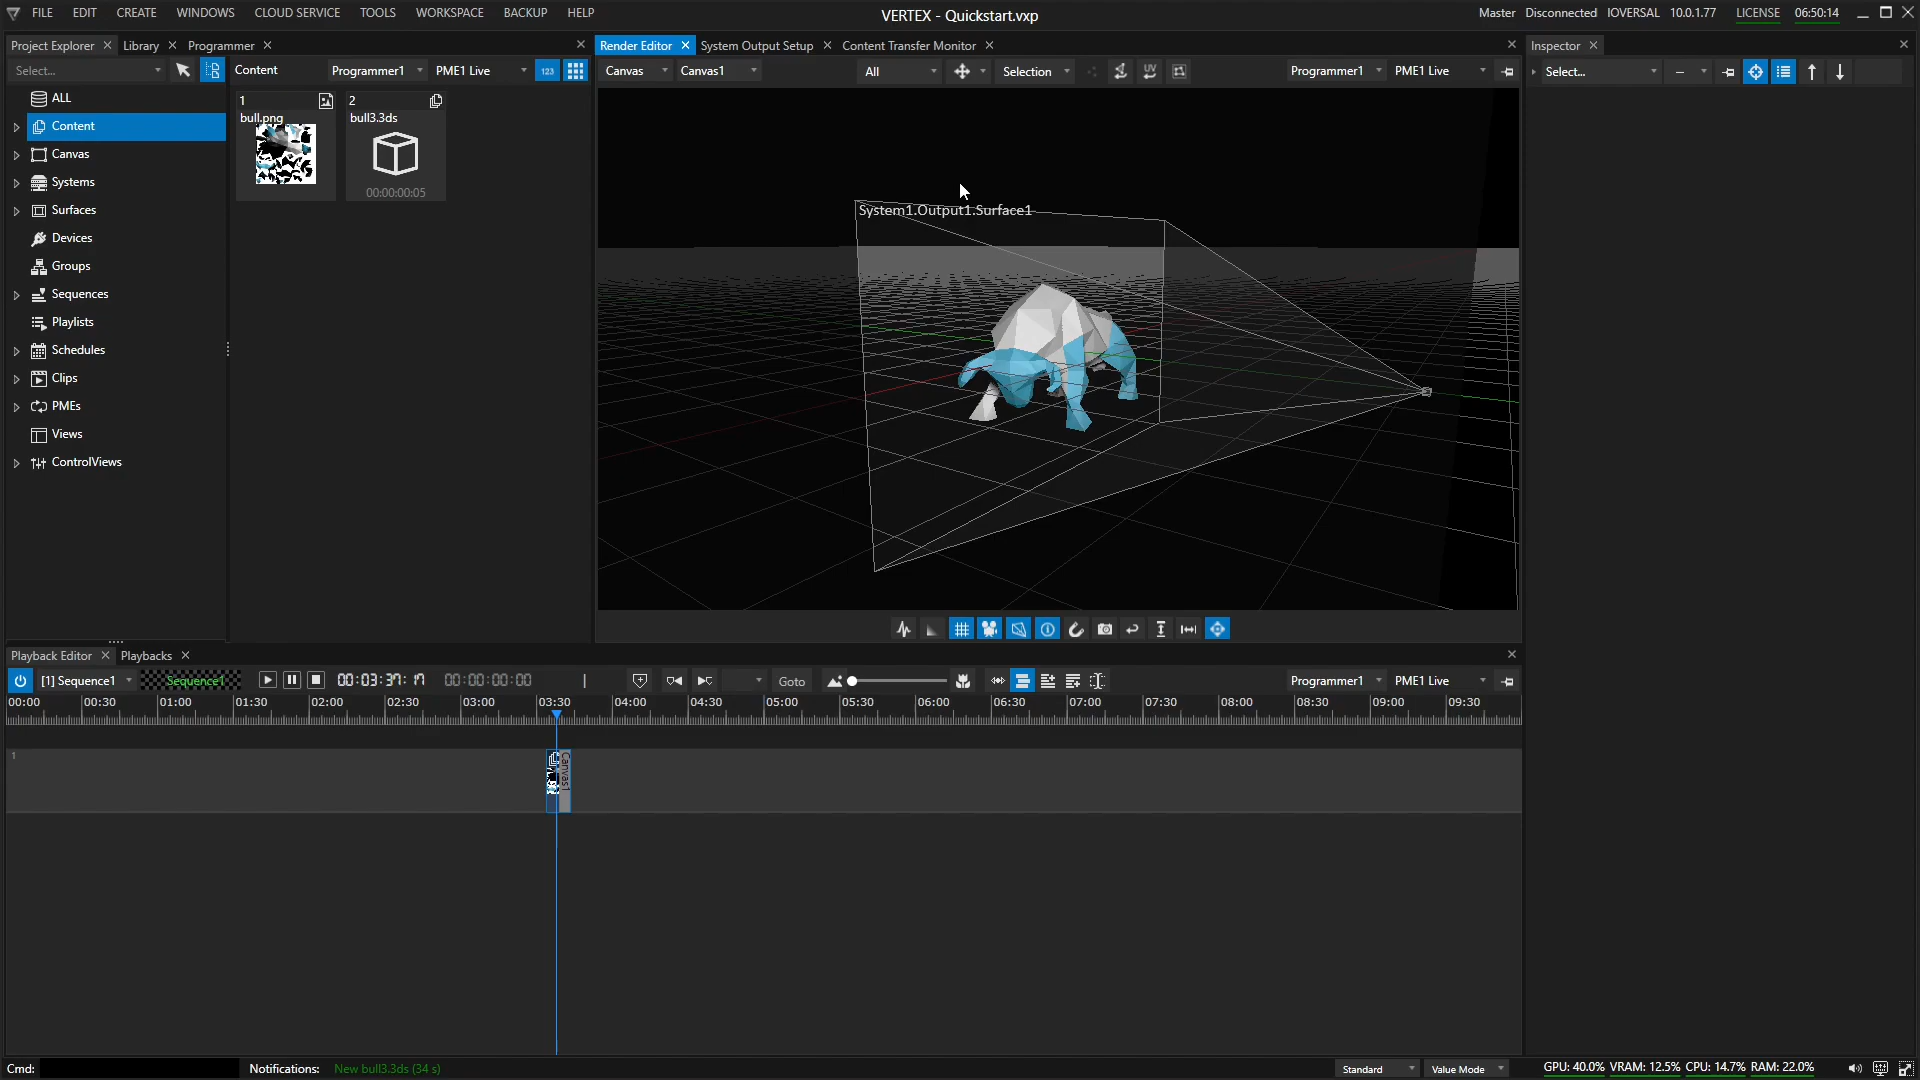 FILE EDIT CREATE WINDOWS CLOUD SERVICE TOOLS WORKSPACE BACKUP HELP VERTEX - Quickstart.vxp Master Disconnected IOVERSAL 10.0.1.77 LICENSE 06:50:14
Project Explorer Library Programmer Render Editor System Output Setup Content Transfer Monitor Inspector
Select... Content Programmer1 PME1 Live 123 Canvas Canvas1 All Selection UV Programmer1 PME1 Live Select... –
ALL
Content
Canvas
Systems
Surfaces
Devices
Groups
Sequences
Playlists
Schedules
Clips
PMEs
Views
ControlViews
1
bull.png
2
bull3.3ds
00:00:00:05
System1.Output1.Surface1
Playback Editor Playbacks
[1] Sequence1 Sequence1 00:03:37:17 00:00:00:00 Goto Programmer1 PME1 Live
00:00 00:30 01:00 01:30 02:00 02:30 03:00 03:30 04:00 04:30 05:00 05:30 06:00 06:30 07:00 07:30 08:00 08:30 09:00 09:30
1
Canvas1
Cmd: Notifications: New bull3.3ds (34 s) Standard Value Mode GPU: 40.0% VRAM: 12.5% CPU: 14.7% RAM: 22.0%